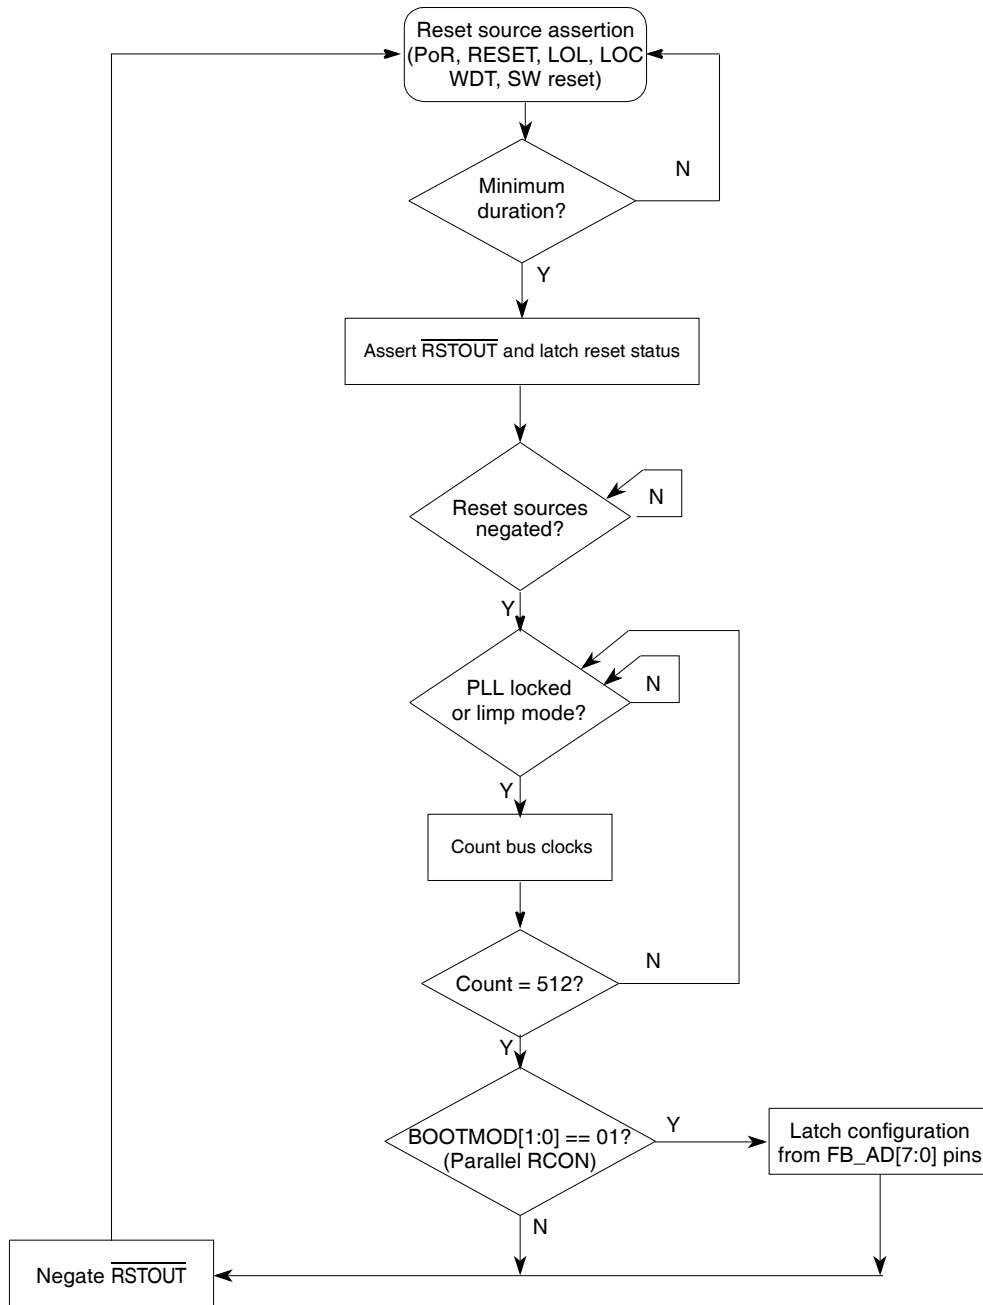 Reset source assertion
(PoR, RESET, LOL, LOC
WDT, SW reset)
N
Minimum
duration?
Y
Assert RSTOUT and latch reset status
Reset sources
negated?
N
Y
PLL locked
or limp mode?
N
Y
Count bus clocks
Count = 512?
N
Y
BOOTMOD[1:0] == 01?
(Parallel RCON)
Y
Latch configuration
from FB_AD[7:0] pins
N
Negate RSTOUT